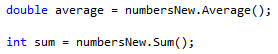 double average = numbersNew.Average();
int sum = numbersNew.Sum();